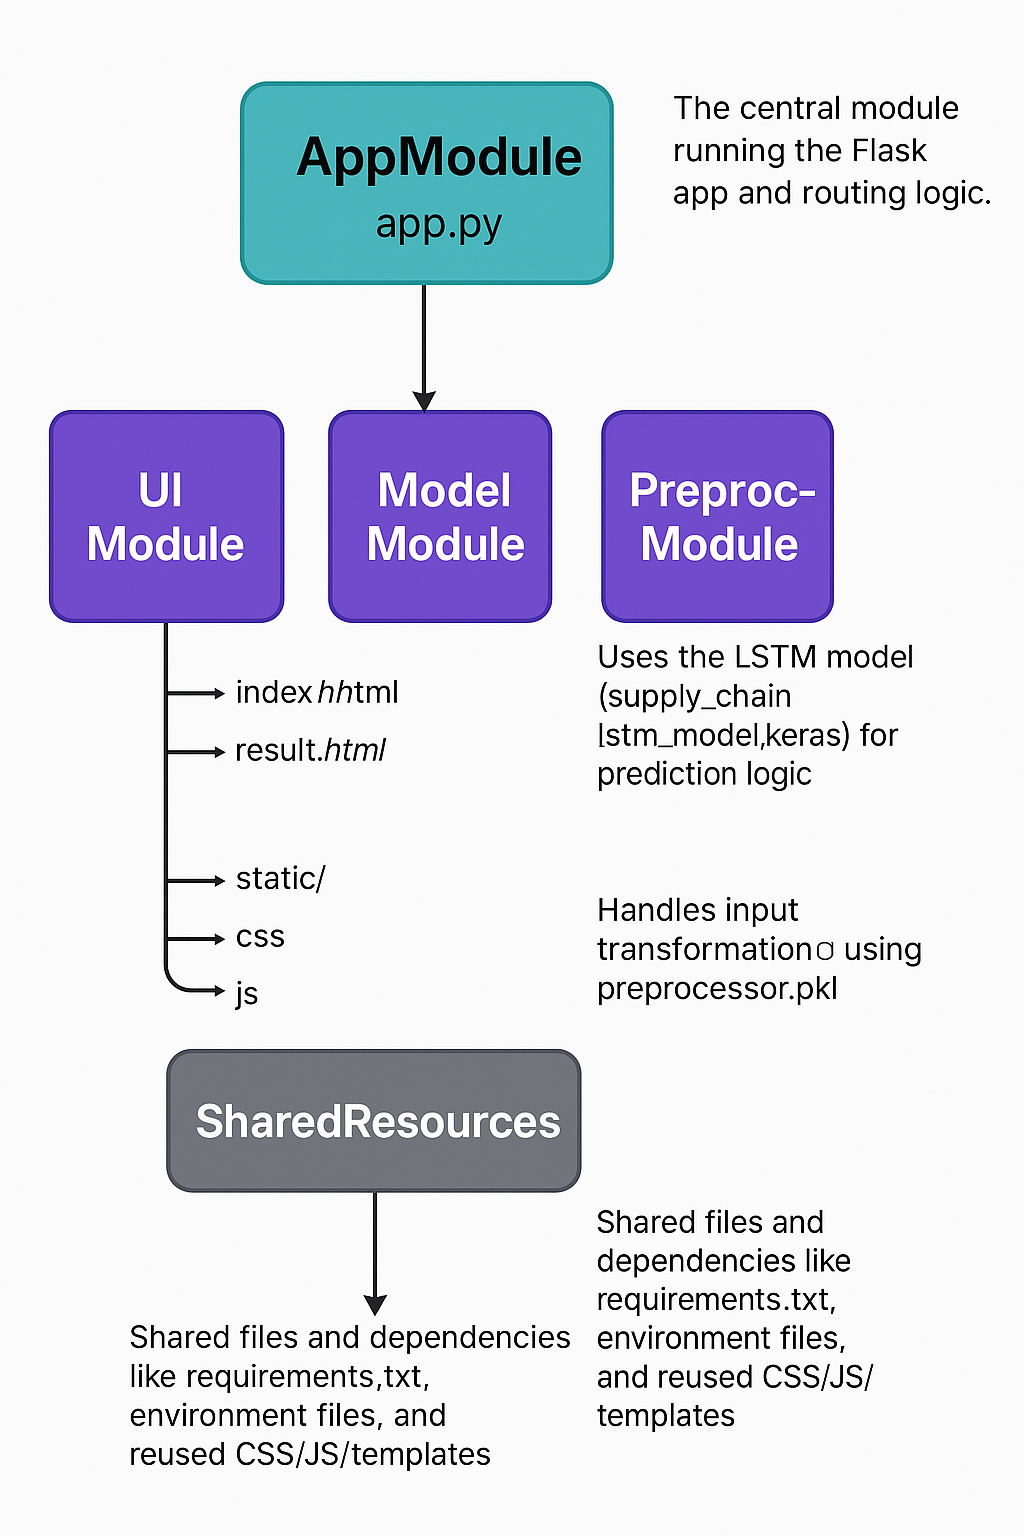 AppModule
app.py
The central module
running the Flask
app and routing logic.
UI
Module
Model
Module
Preproc-
Module
index hhtml
result.html
static/
css
js
Uses the LSTM model
(supply_chain
lstm_model,keras) for
prediction logic
Handles input
transformation using
preprocessor.pkl
SharedResources
Shared files and dependencies
like requirements,txt,
environment files, and
reused CSS/JS/templates
Shared files and
dependencies like
requirements.txt,
environment files,
and reused CSS/JS/
templates